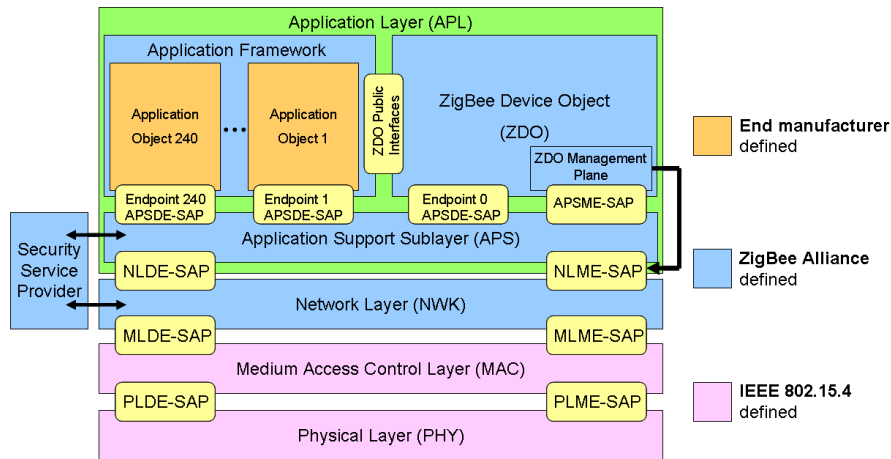 Application Layer (APL)
Application Framework
Application
Object 240
...
Application
Object 1
ZDO Public
Interfaces
ZigBee Device Object
(ZDO)
ZDO Management
Plane
End manufacturer
defined
Endpoint 240
APSDE-SAP
Endpoint 1
APSDE-SAP
Endpoint 0
APSDE-SAP
APSME-SAP
Security
Service
Provider
Application Support Sublayer (APS)
NLDE-SAP
NLME-SAP
ZigBee Alliance
defined
Network Layer (NWK)
MLDE-SAP
MLME-SAP
Medium Access Control Layer (MAC)
PLDE-SAP
PLME-SAP
IEEE 802.15.4
defined
Physical Layer (PHY)